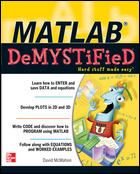 MATLAB®
DeMYSTiFieD
Hard stuff made easy™
Learn how to ENTER and
save DATA and equations
Develop PLOTS in 2D and 3D
Write CODE and discover how to
PROGRAM using MATLAB
Follow along with EQUATIONS
and WORKED EXAMPLES
David McMahon